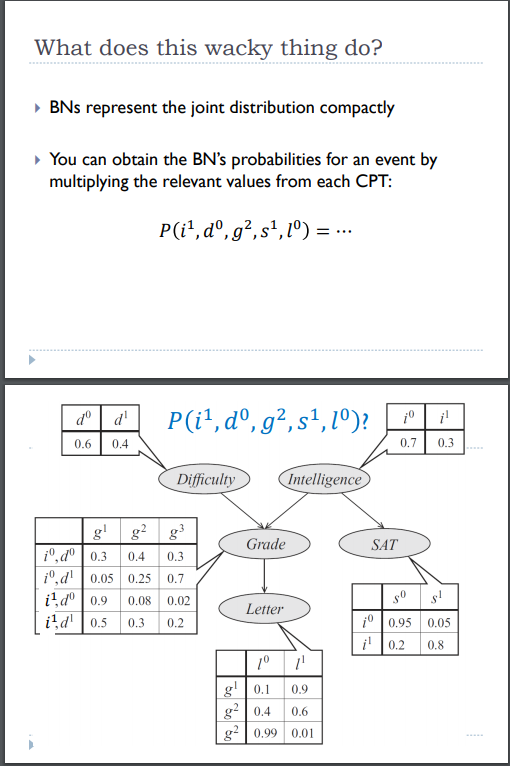 What does this wacky thing do?
BNs represent the joint distribution compactly
You can obtain the BN's probabilities for an event by
multiplying the relevant values from each CPT:
P(i¹, d⁰, g², s¹, l⁰) = ⋯
P(i¹, d⁰, g², s¹, l⁰)?
d⁰ d¹
0.6 0.4
i⁰ i¹
0.7 0.3
Difficulty
Intelligence
g¹ g² g³
i⁰, d⁰ 0.3 0.4 0.3
i⁰, d¹ 0.05 0.25 0.7
i¹, d⁰ 0.9 0.08 0.02
i¹, d¹ 0.5 0.3 0.2
Grade
SAT
Letter
s⁰ s¹
i⁰ 0.95 0.05
i¹ 0.2 0.8
l⁰ l¹
g¹ 0.1 0.9
g² 0.4 0.6
g² 0.99 0.01